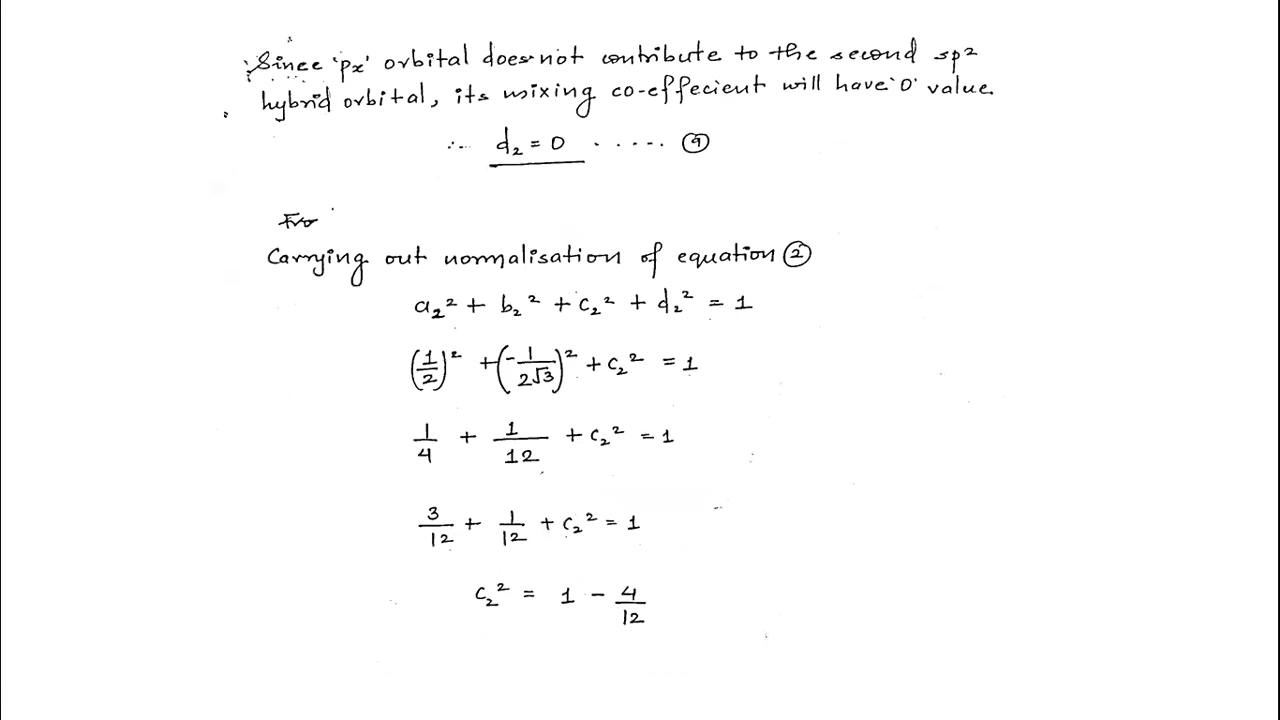 Since 'px' orbital does not contribute to the second sp²
hybrid orbital, its mixing co-effecient will have '0' value.
∴ d₂ = 0 ..... ⑨
Fro
Carrying out normalisation of equation ②
a₂² + b₂² + c₂² + d₂² = 1
(1/2)² + (-1/2√3)² + c₂² = 1
1/4 + 1/12 + c₂² = 1
3/12 + 1/12 + c₂² = 1
c₂² = 1 - 4/12